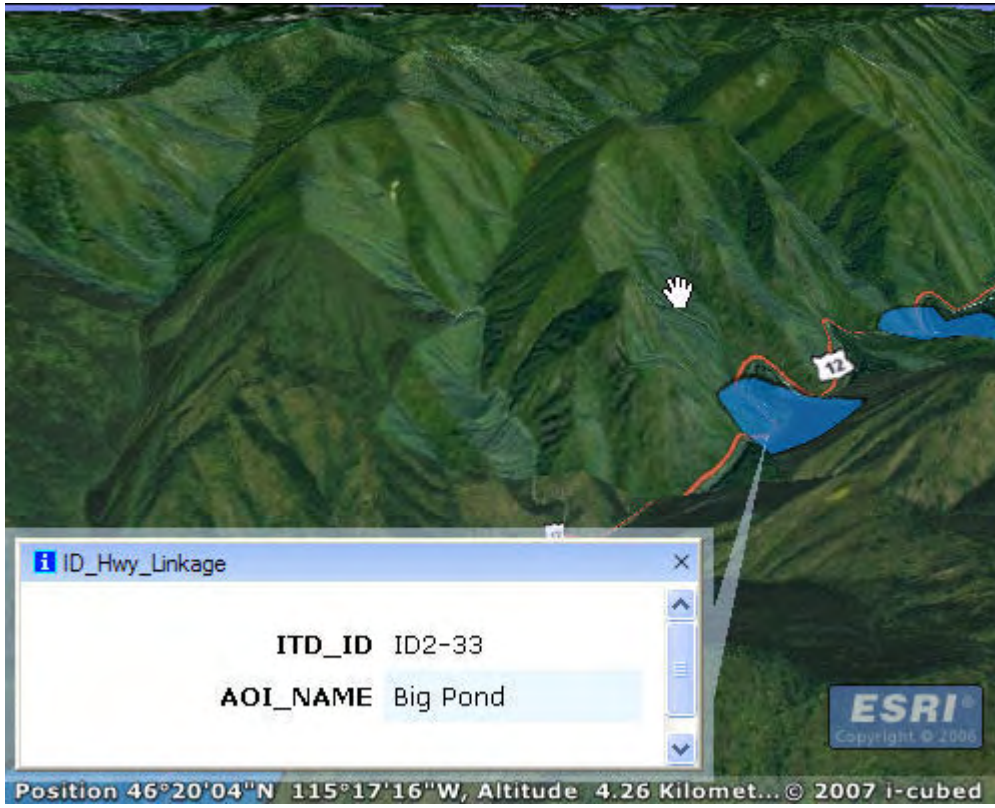 12
ID_Hwy_Linkage
ITD_ID ID2-33
AOI_NAME Big Pond
ESRI®
Copyright © 2006
Position 46°20'04"N 115°17'16"W, Altitude 4.26 Kilomet... © 2007 i-cubed